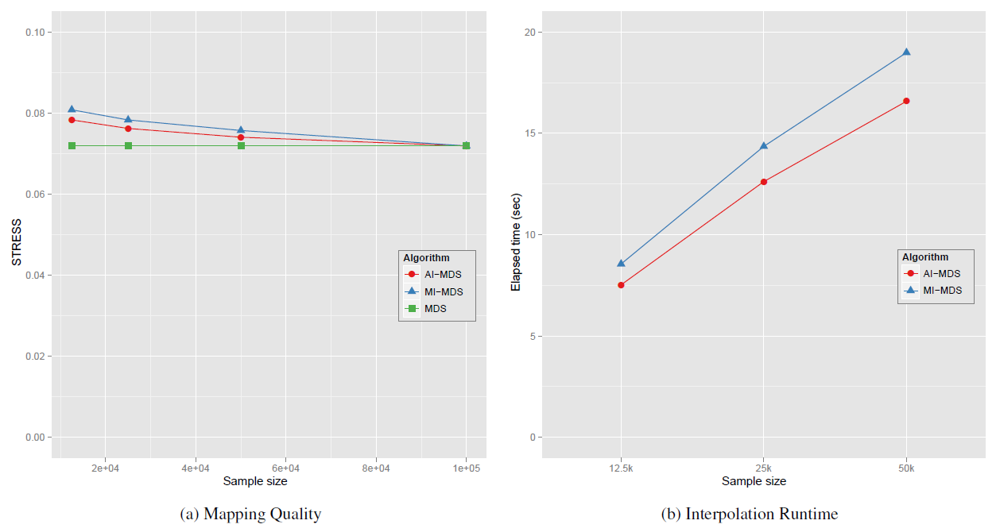 0.10
0.08
0.06
0.04
0.02
0.00
STRESS
2e+04 4e+04 6e+04 8e+04 1e+05
Sample size
Algorithm
AI−MDS
MI−MDS
MDS
(a) Mapping Quality
20
15
10
5
0
Elapsed time (sec)
12.5k 25k 50k
Sample size
Algorithm
AI−MDS
MI−MDS
(b) Interpolation Runtime